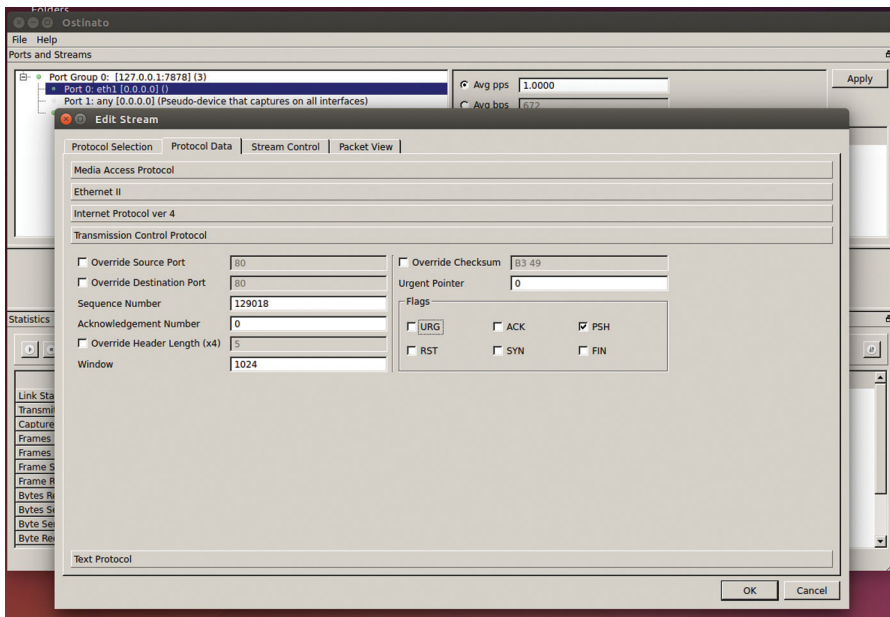 Folders
Ostinato
File Help
Ports and Streams
Port Group 0: [127.0.0.1:7878] (3)
Port 0: eth1 [0.0.0.0] ()
Port 1: any [0.0.0.0] (Pseudo-device that captures on all interfaces)
Avg pps 1.0000
Avg bps 672
Apply
Edit Stream
Protocol Selection Protocol Data Stream Control Packet View
Media Access Protocol
Ethernet II
Internet Protocol ver 4
Transmission Control Protocol
Override Source Port 80
Override Destination Port 80
Sequence Number 129018
Acknowledgement Number 0
Override Header Length (x4) 5
Window 1024
Override Checksum B3 49
Urgent Pointer 0
Flags
URG ACK PSH
RST SYN FIN
Text Protocol
OK Cancel
Statistics
Link Sta
Transmi
Capture
Frames
Frames
Frame S
Frame R
Bytes Re
Bytes Se
Byte Sen
Byte Rec